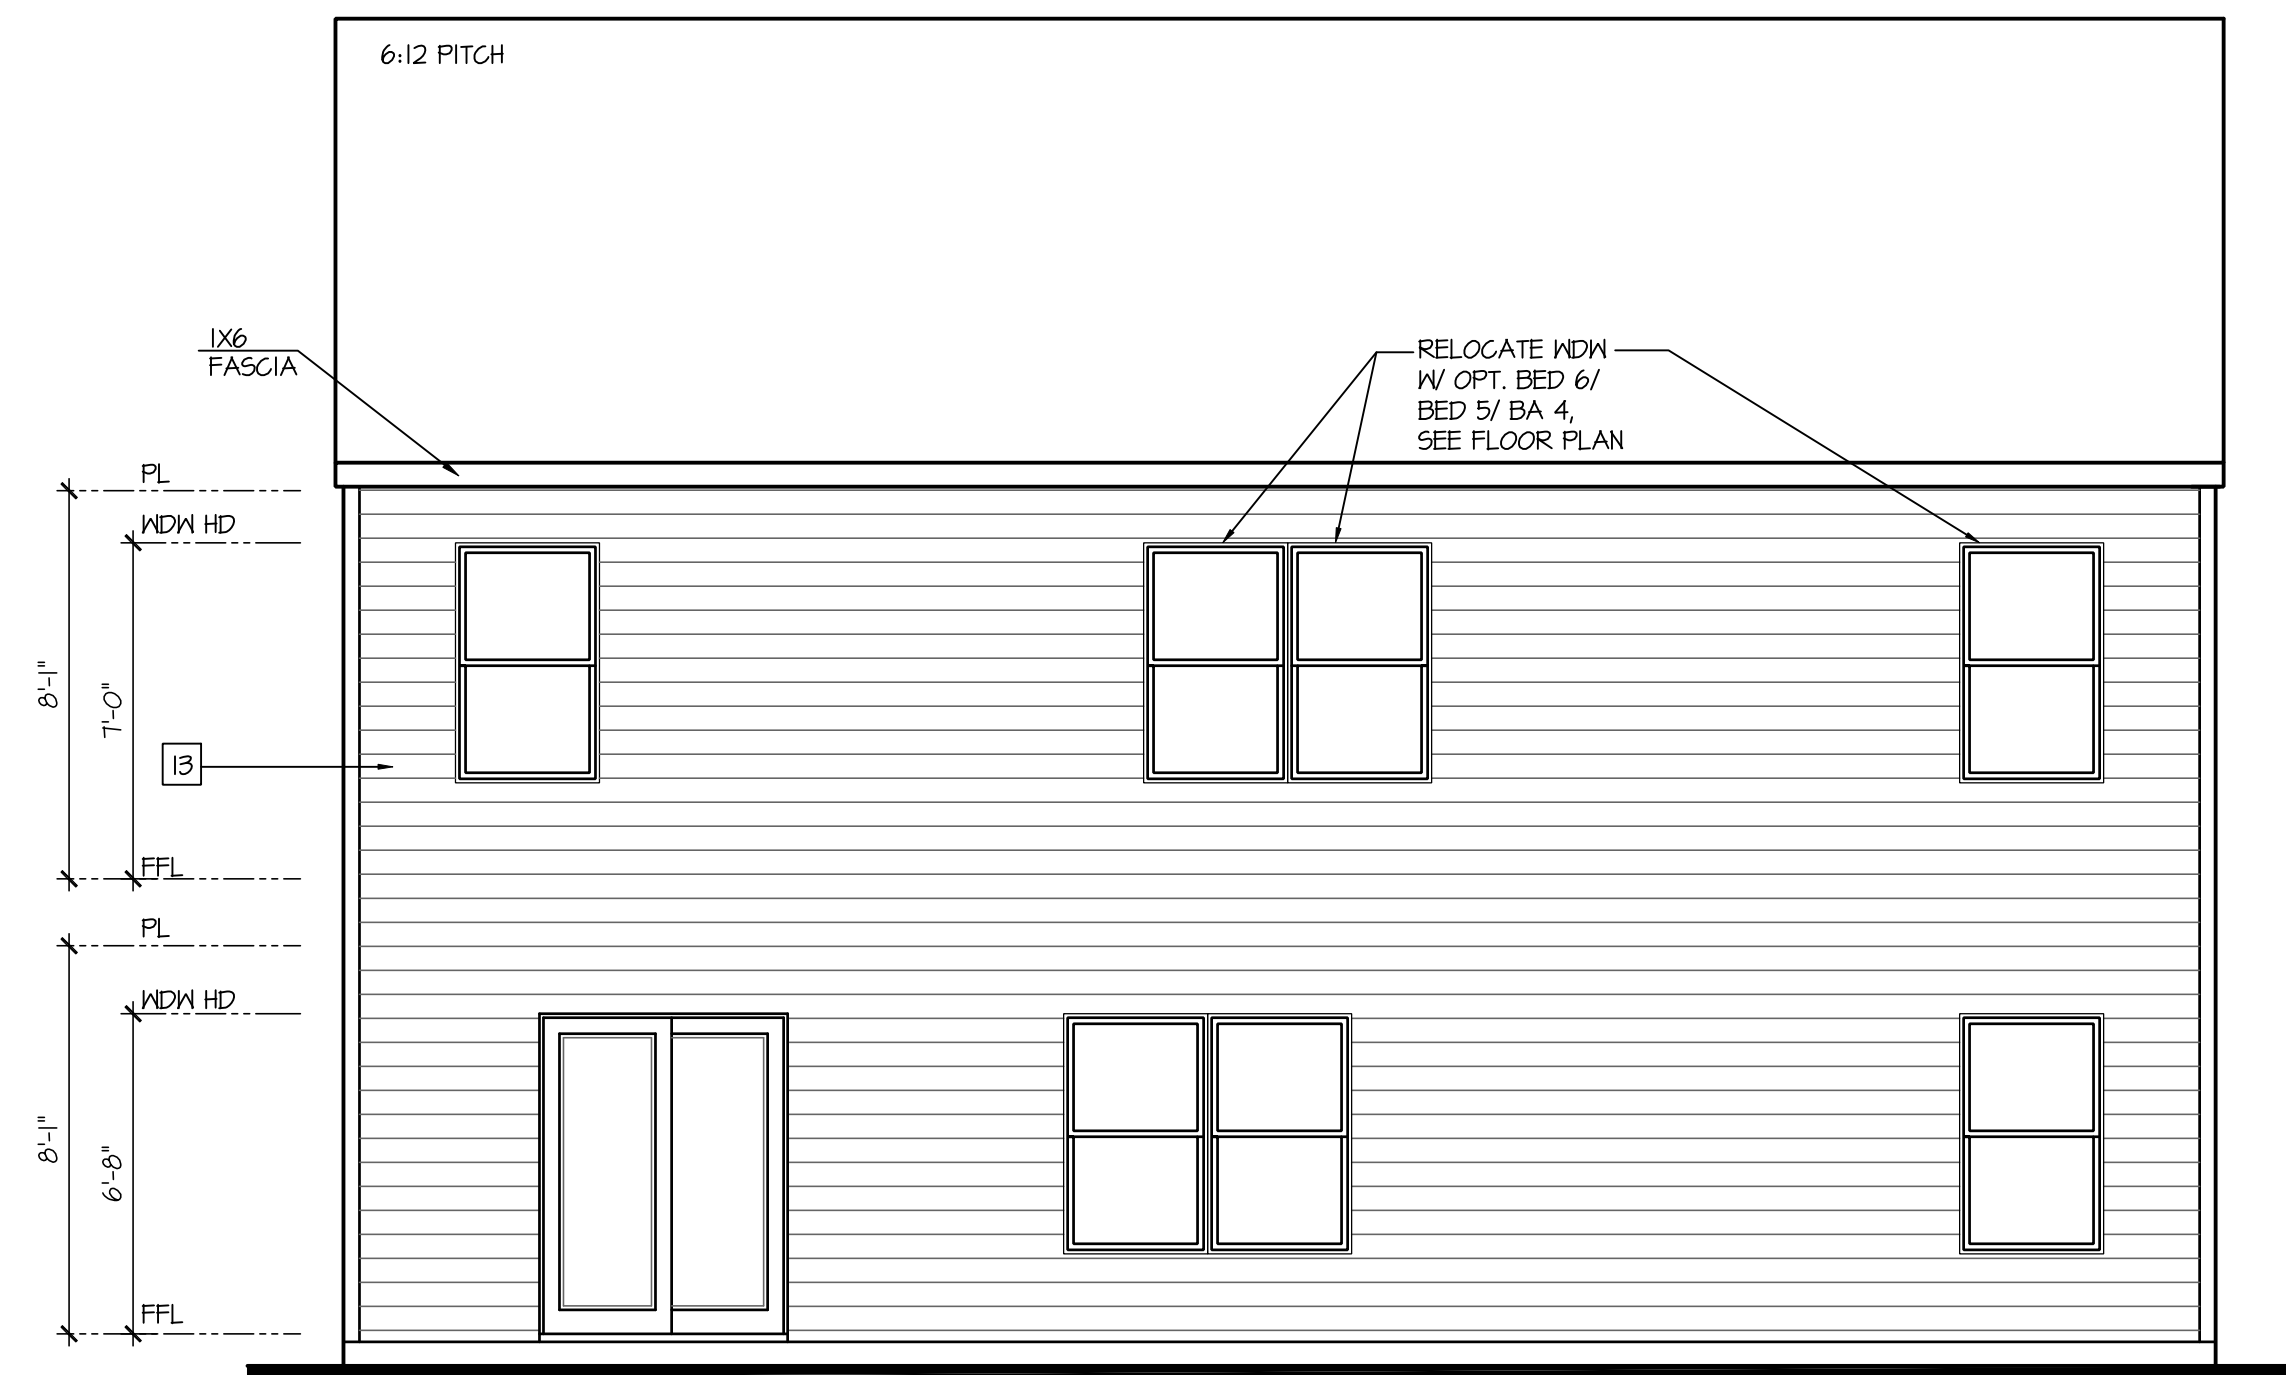 6:12 PITCH
1X6
FASCIA
RELOCATE WDW
W/ OPT. BED 6/
BED 5/ BA 4,
SEE FLOOR PLAN
PL
WDW HD
8'-1"
7'-0"
13
FFL
PL
WDW HD
8'-1"
6'-8"
FFL